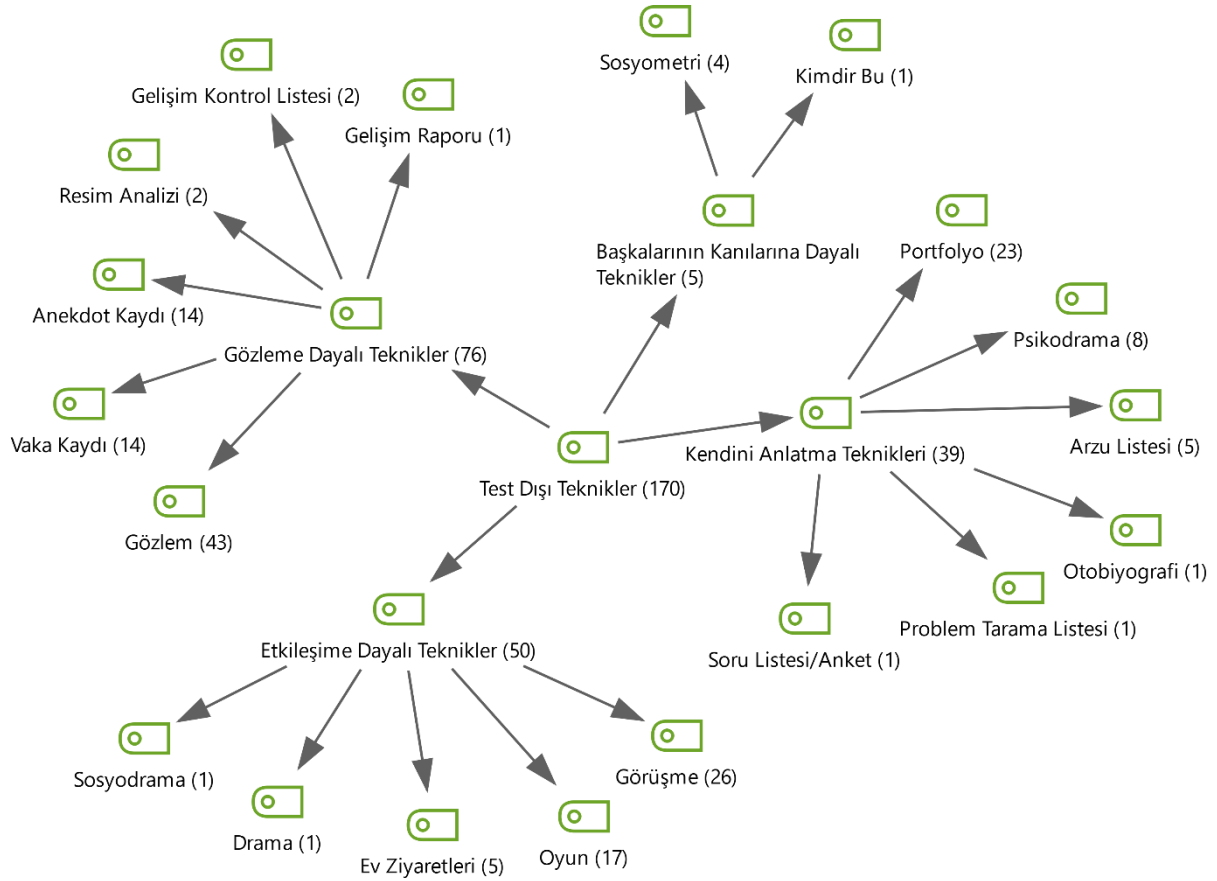 Sosyometri (4)
Kimdir Bu (1)
Gelişim Kontrol Listesi (2)
Gelişim Raporu (1)
Resim Analizi (2)
Başkalarının Kanılarına Dayalı
Teknikler (5)
Portfolyo (23)
Anekdot Kaydı (14)
Psikodrama (8)
Gözleme Dayalı Teknikler (76)
Vaka Kaydı (14)
Kendini Anlatma Teknikleri (39)
Arzu Listesi (5)
Test Dışı Teknikler (170)
Gözlem (43)
Otobiyografi (1)
Problem Tarama Listesi (1)
Etkileşime Dayalı Teknikler (50)
Soru Listesi/Anket (1)
Sosyodrama (1)
Görüşme (26)
Drama (1)
Ev Ziyaretleri (5)
Oyun (17)